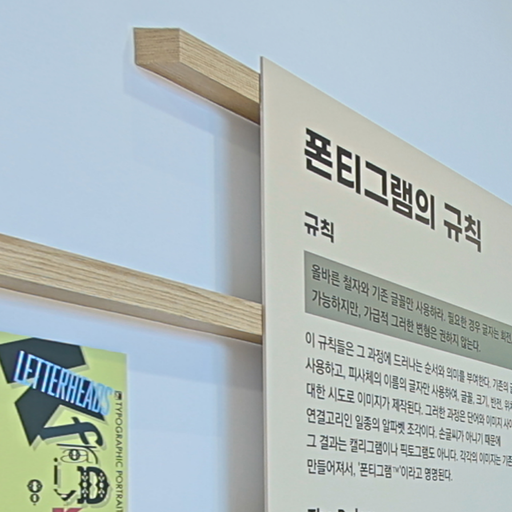 폰티그램의 규칙
규칙
올바른 철자와 기존 글꼴만 사용하라. 필요한 경우 글자는 회전
가능하지만, 가급적 그러한 변형은 권하지 않는다.
이 규칙들은 그 과정에 드러나는 순서와 의미를 부여한다. 기존의
사용하고, 피사체의 이름의 글자만 사용하여, 글꼴, 크기, 반전, 위치
대한 시도로 이미지가 제작된다. 그러한 과정은 단어와 이미지 사이
연결고리인 일종의 알파벳 조각이다. 손글씨가 아니기 때문에
그 결과는 캘리그램이나 픽토그램도 아니다. 각각의 이미지는 기존
만들어져서, '폰티그램™'이라고 명명된다.
LETTERHEADS
TYPOGRAPHIC PORTRAIT